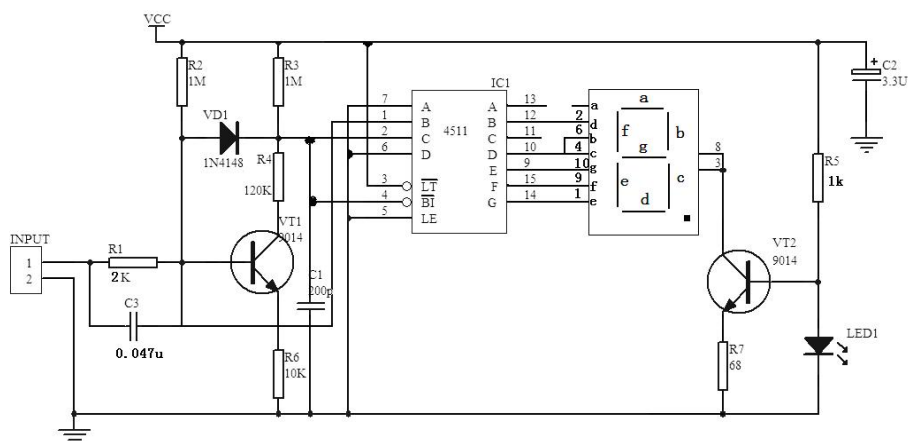 VCC
R2
1M
R3
1M
C2
3.3U
VD1
1N4148
R4
120K
IC1
4511
7
1
2
6
3
4
5
A
B
C
D
LT
BI
LE
A
B
C
D
E
F
G
13
12
11
10
9
15
14
2
6
4
10
9
1
a
d
b
c
g
f
e
a
f
b
g
e
c
d
8
3
R5
1k
INPUT
1
2
R1
2K
C3
0.047u
VT1
9014
C1
200p
R6
10K
VT2
9014
R7
68
LED1